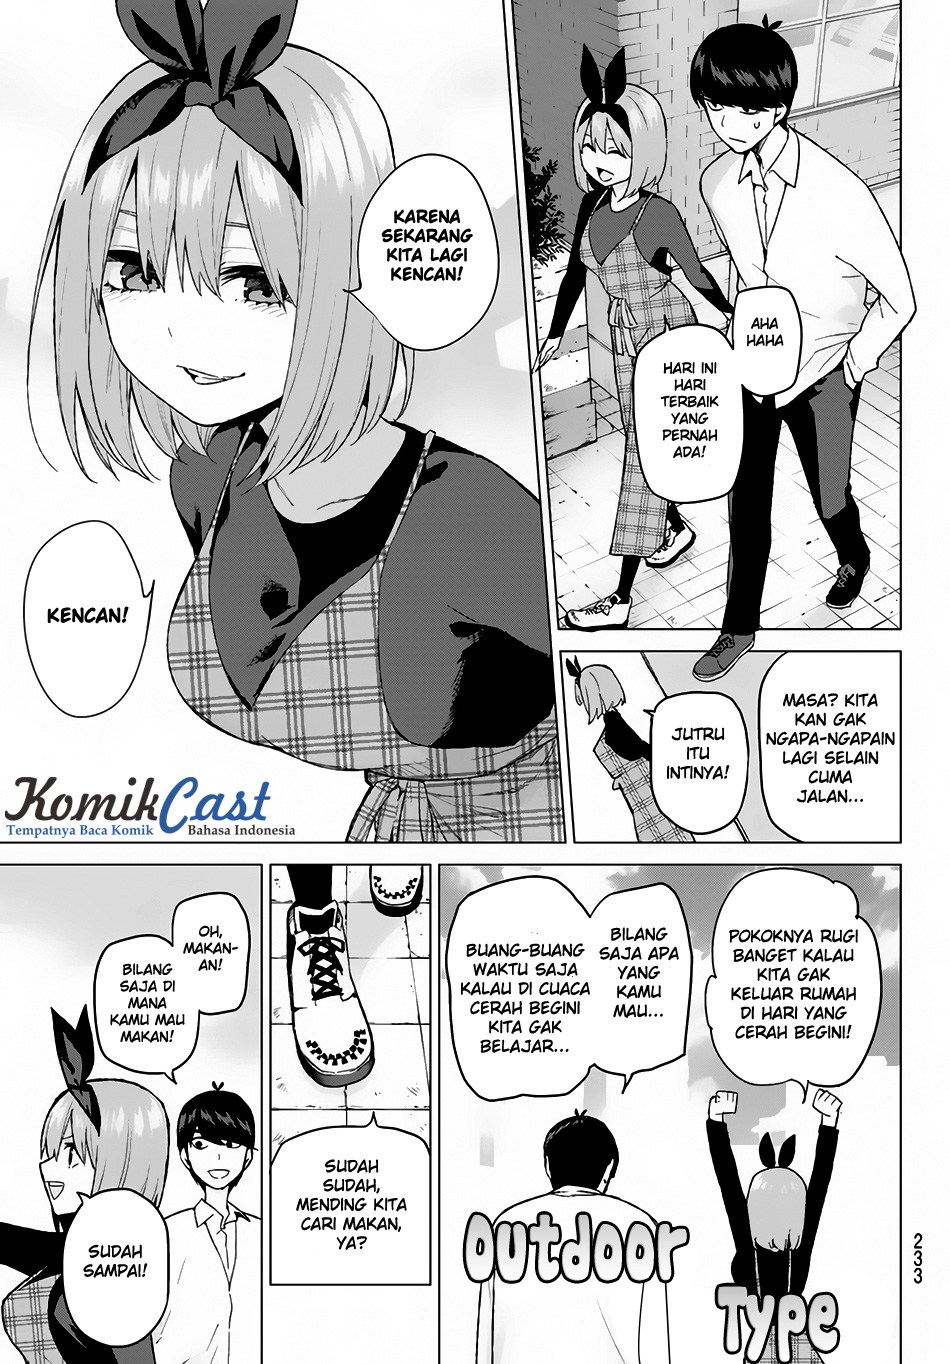 AHA
HAHA
HARI INI
HARI
TERBAIK
YANG
PERNAH
ADA!
KARENA
SEKARANG
KITA LAGI
KENCAN!
KENCAN!
MASA? KITA
KAN GAK
NGAPA-NGAPAIN
LAGI SELAIN
CUMA
JALAN...
JUTRU
ITU
INTINYA!
KomikCast
Tempatnya Baca Komik Bahasa Indonesia
POKOKNYA RUGI
BANGET KALAU
KITA GAK
KELUAR RUMAH
DI HARI YANG
CERAH BEGINI!
BILANG
SAJA APA
YANG
KAMU
MAU...
BUANG-BUANG
WAKTU SAJA
KALAU DI CUACA
CERAH BEGINI
KITA GAK
BELAJAR...
Outdoor
Type
SUDAH
SUDAH,
MENDING KITA
CARI MAKAN,
YA?
OH,
MAKAN-
AN!
BILANG
SAJA DI
MANA
KAMU MAU
MAKAN!
SUDAH
SAMPAI!
233